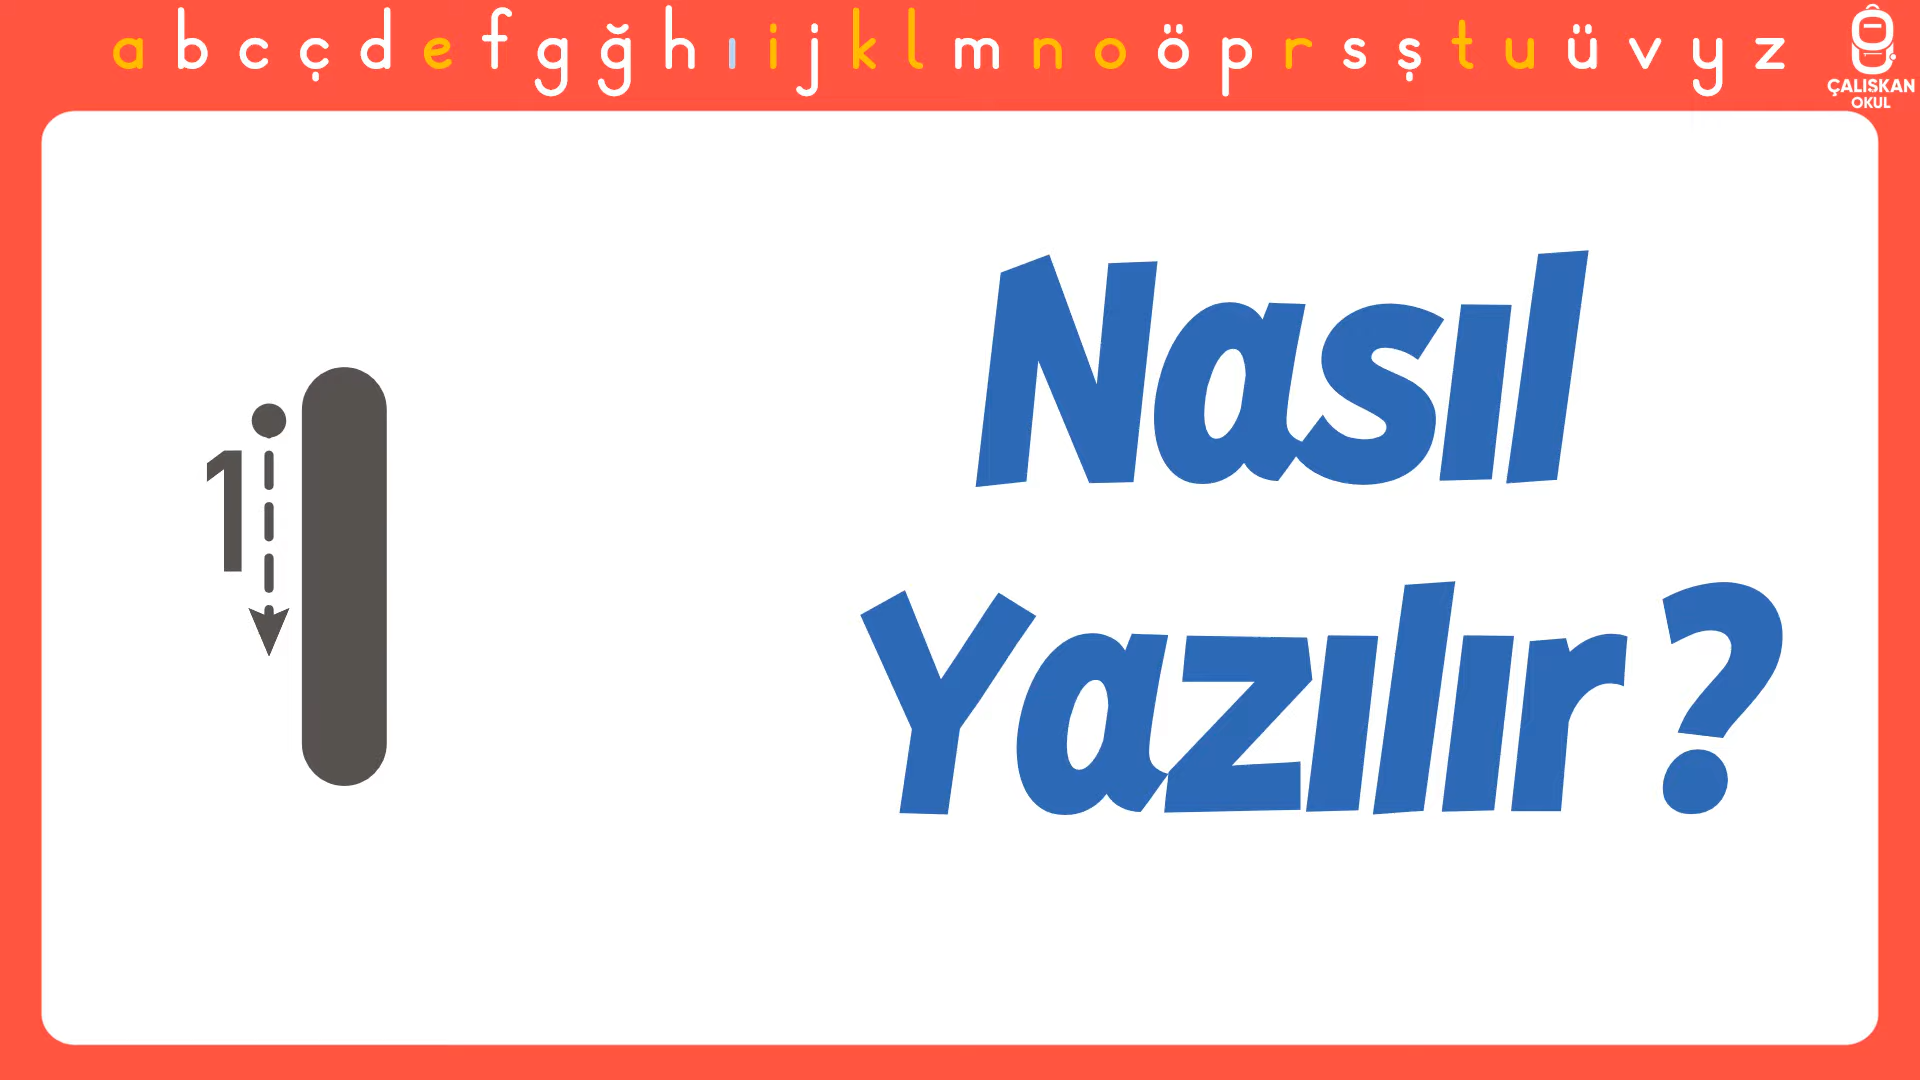 a b c ç d e f g ğ h ı i j k l m n o ö p r s ş t u ü v y z
ÇALISKAN
OKUL
1
ı
Nasıl
Yazılır?